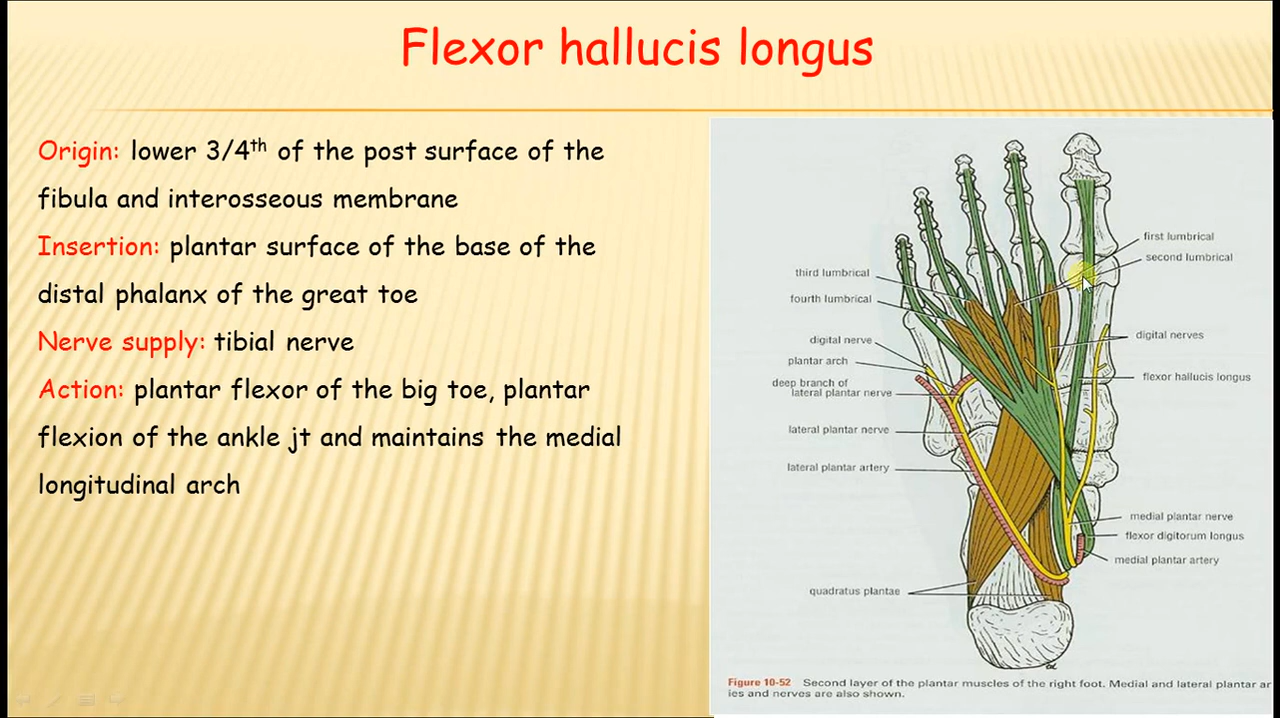 Flexor hallucis longus
Origin: lower 3/4th of the post surface of the
fibula and interosseous membrane
Insertion: plantar surface of the base of the
distal phalanx of the great toe
Nerve supply: tibial nerve
Action: plantar flexor of the big toe, plantar
flexion of the ankle jt and maintains the medial
longitudinal arch
first lumbrical
second lumbrical
third lumbrical
fourth lumbrical
digital nerves
digital nerve
plantar arch
flexor hallucis longus
deep branch of
lateral plantar nerve
lateral plantar nerve
lateral plantar artery
medial plantar nerve
flexor digitorum longus
medial plantar artery
quadratus plantae
Figure 10-52 Second layer of the plantar muscles of the right foot. Medial and lateral plantar ar
ies and nerves are also shown.